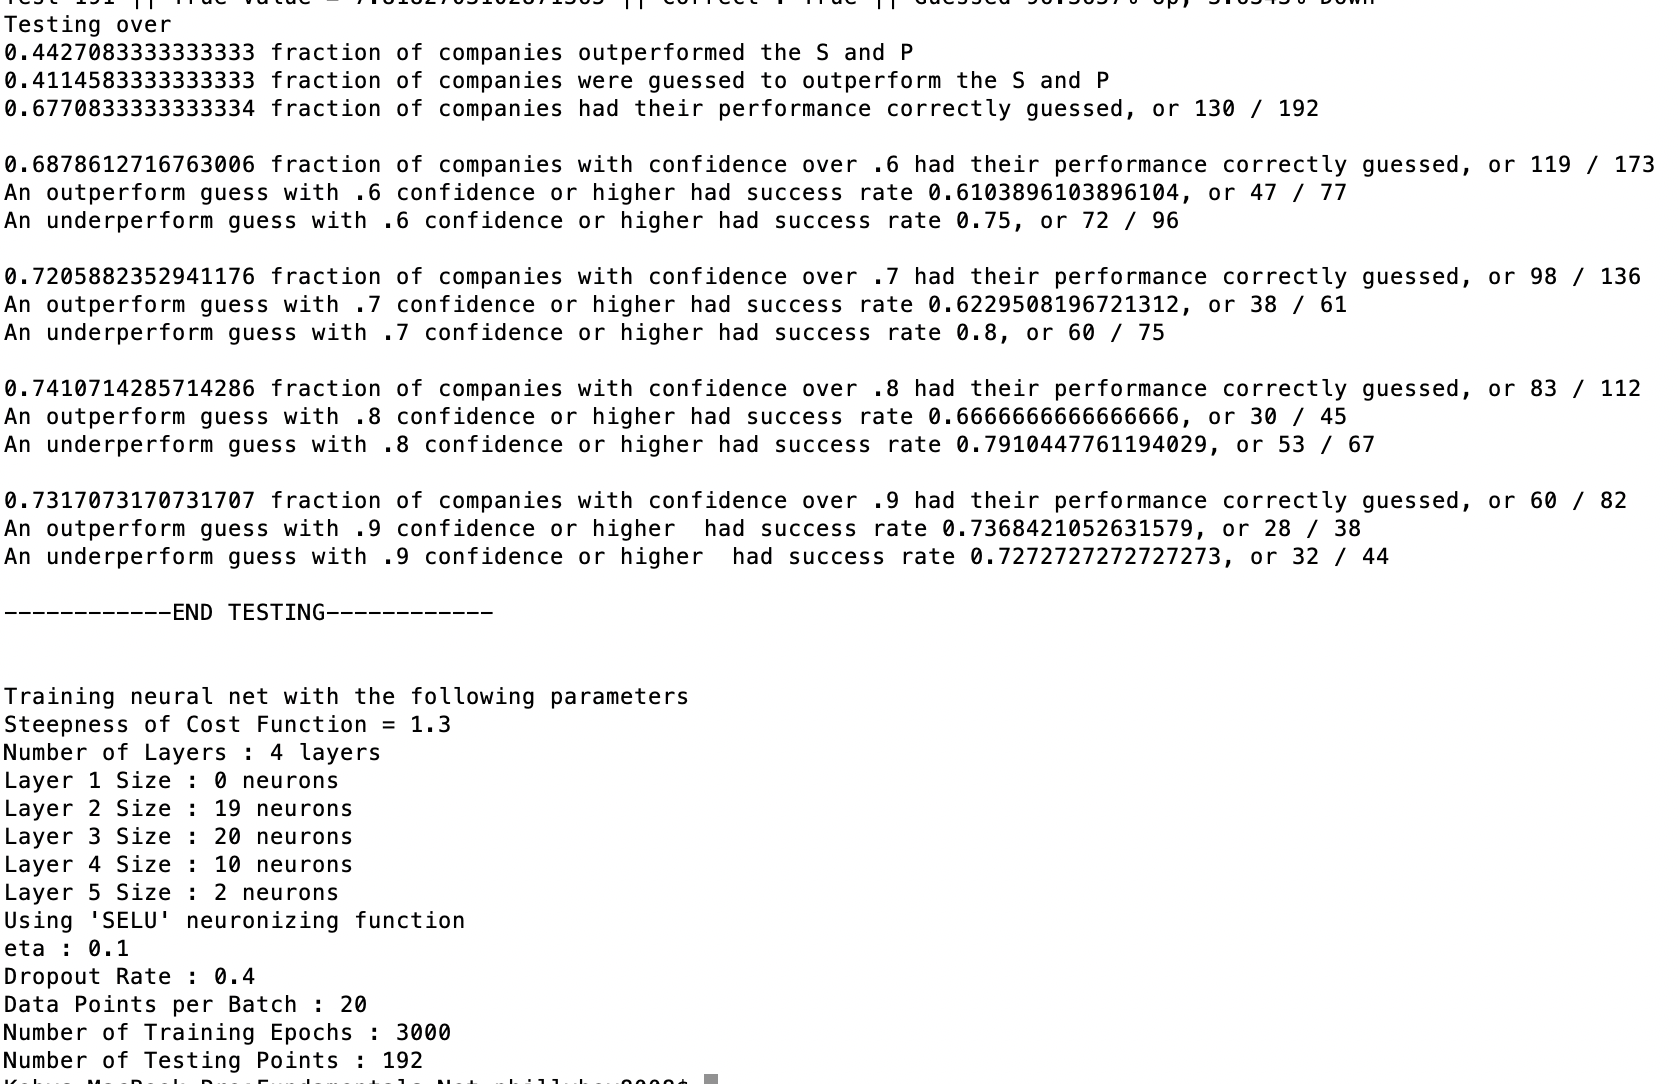 Testing over
0.4427083333333333 fraction of companies outperformed the S and P
0.4114583333333333 fraction of companies were guessed to outperform the S and P
0.6770833333333334 fraction of companies had their performance correctly guessed, or 130 / 192
0.6878612716763006 fraction of companies with confidence over .6 had their performance correctly guessed, or 119 / 173
An outperform guess with .6 confidence or higher had success rate 0.6103896103896104, or 47 / 77
An underperform guess with .6 confidence or higher had success rate 0.75, or 72 / 96
0.7205882352941176 fraction of companies with confidence over .7 had their performance correctly guessed, or 98 / 136
An outperform guess with .7 confidence or higher had success rate 0.6229508196721312, or 38 / 61
An underperform guess with .7 confidence or higher had success rate 0.8, or 60 / 75
0.7410714285714286 fraction of companies with confidence over .8 had their performance correctly guessed, or 83 / 112
An outperform guess with .8 confidence or higher had success rate 0.6666666666666666, or 30 / 45
An underperform guess with .8 confidence or higher had success rate 0.7910447761194029, or 53 / 67
0.7317073170731707 fraction of companies with confidence over .9 had their performance correctly guessed, or 60 / 82
An outperform guess with .9 confidence or higher  had success rate 0.7368421052631579, or 28 / 38
An underperform guess with .9 confidence or higher  had success rate 0.7272727272727273, or 32 / 44
------------END TESTING------------
Training neural net with the following parameters
Steepness of Cost Function = 1.3
Number of Layers : 4 layers
Layer 1 Size : 0 neurons
Layer 2 Size : 19 neurons
Layer 3 Size : 20 neurons
Layer 4 Size : 10 neurons
Layer 5 Size : 2 neurons
Using 'SELU' neuronizing function
eta : 0.1
Dropout Rate : 0.4
Data Points per Batch : 20
Number of Training Epochs : 3000
Number of Testing Points : 192